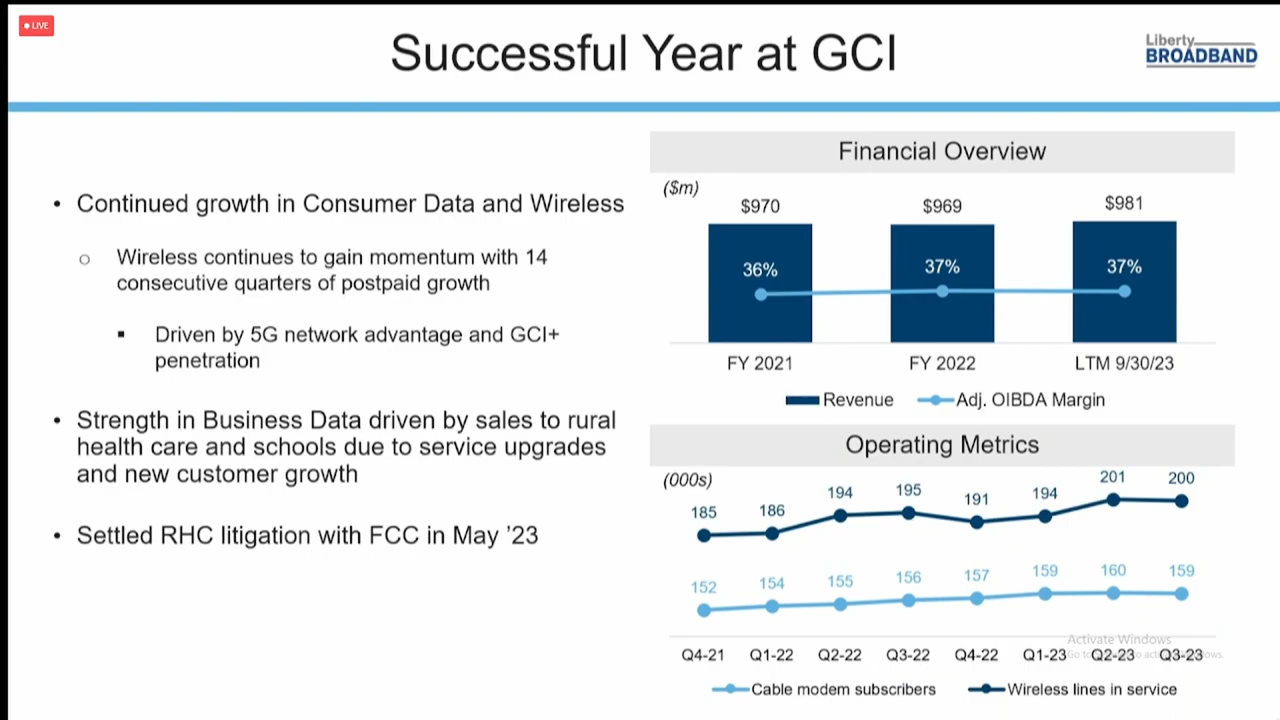 LIVE
Successful Year at GCI
Liberty
BROADBAND
• Continued growth in Consumer Data and Wireless
o Wireless continues to gain momentum with 14
consecutive quarters of postpaid growth
▪ Driven by 5G network advantage and GCI+
penetration
• Strength in Business Data driven by sales to rural
health care and schools due to service upgrades
and new customer growth
• Settled RHC litigation with FCC in May ’23
Financial Overview
($m)
$970 $969 $981
36% 37% 37%
FY 2021 FY 2022 LTM 9/30/23
Revenue Adj. OIBDA Margin
Operating Metrics
(000s)
185 186 194 195 191 194 201 200
152 154 155 156 157 159 160 159
Activate Windows
Q4-21 Q1-22 Q2-22 Q3-22 Q4-22 Q1-23 Q2-23 Q3-23
Cable modem subscribers Wireless lines in service